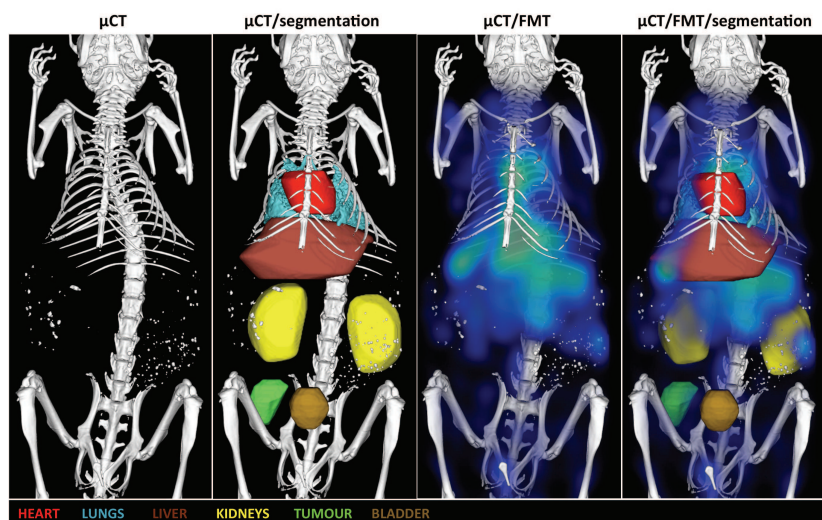 μCT
μCT/segmentation
μCT/FMT
μCT/FMT/segmentation
HEART LUNGS LIVER KIDNEYS TUMOUR BLADDER